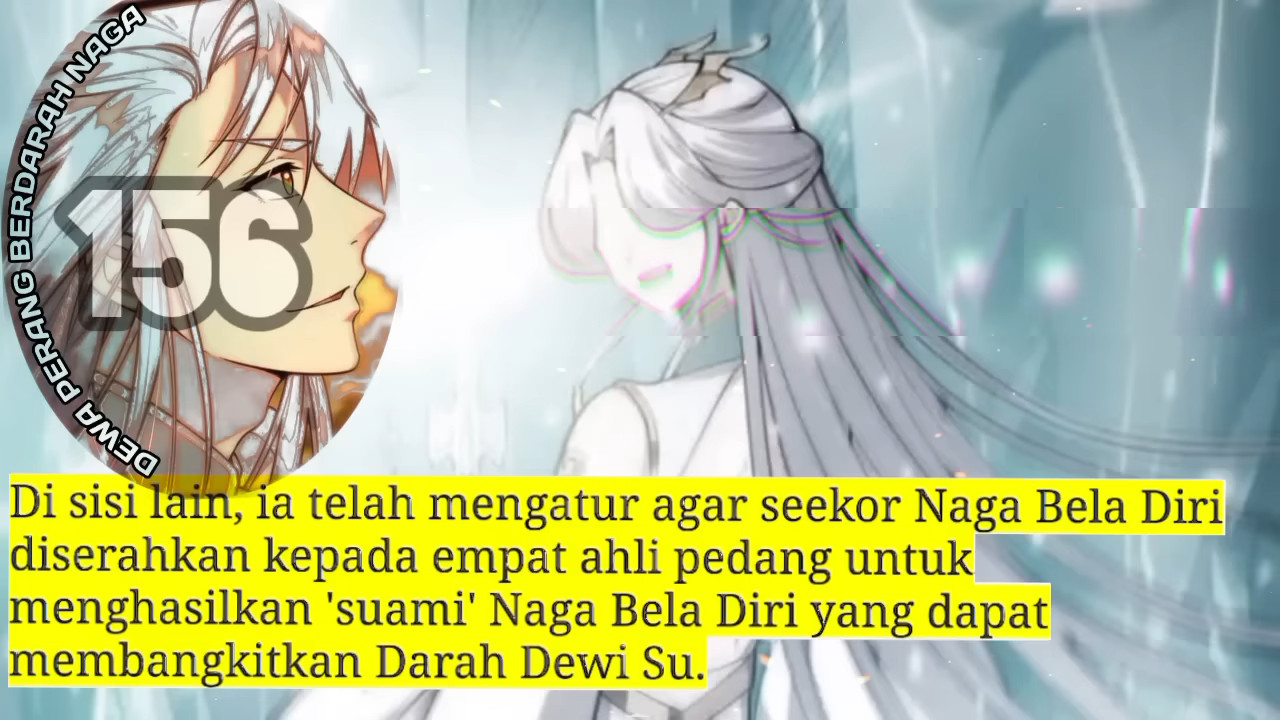 DEWA PERANG BERDARAH NAGA
156
Di sisi lain, ia telah mengatur agar seekor Naga Bela Diri
diserahkan kepada empat ahli pedang untuk
menghasilkan 'suami' Naga Bela Diri yang dapat
membangkitkan Darah Dewi Su.